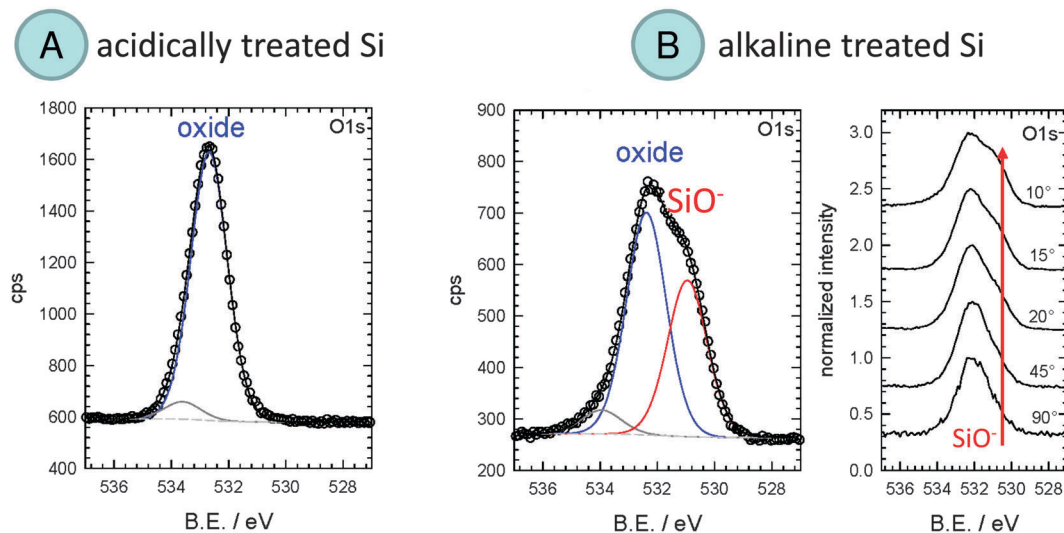 A acidically treated Si
B alkaline treated Si
1800
1600
1400
1200
1000
800
600
400
cps
oxide
O1s
536 534 532 530 528
B.E. / eV
900
800
700
600
500
400
300
200
cps
O1s
oxide
SiO⁻
536 534 532 530 528
B.E. / eV
3.0
2.5
2.0
1.5
1.0
0.5
0.0
normalized intensity
O1s
10°
15°
20°
45°
90°
SiO⁻
536 534 532 530 528
B.E. / eV